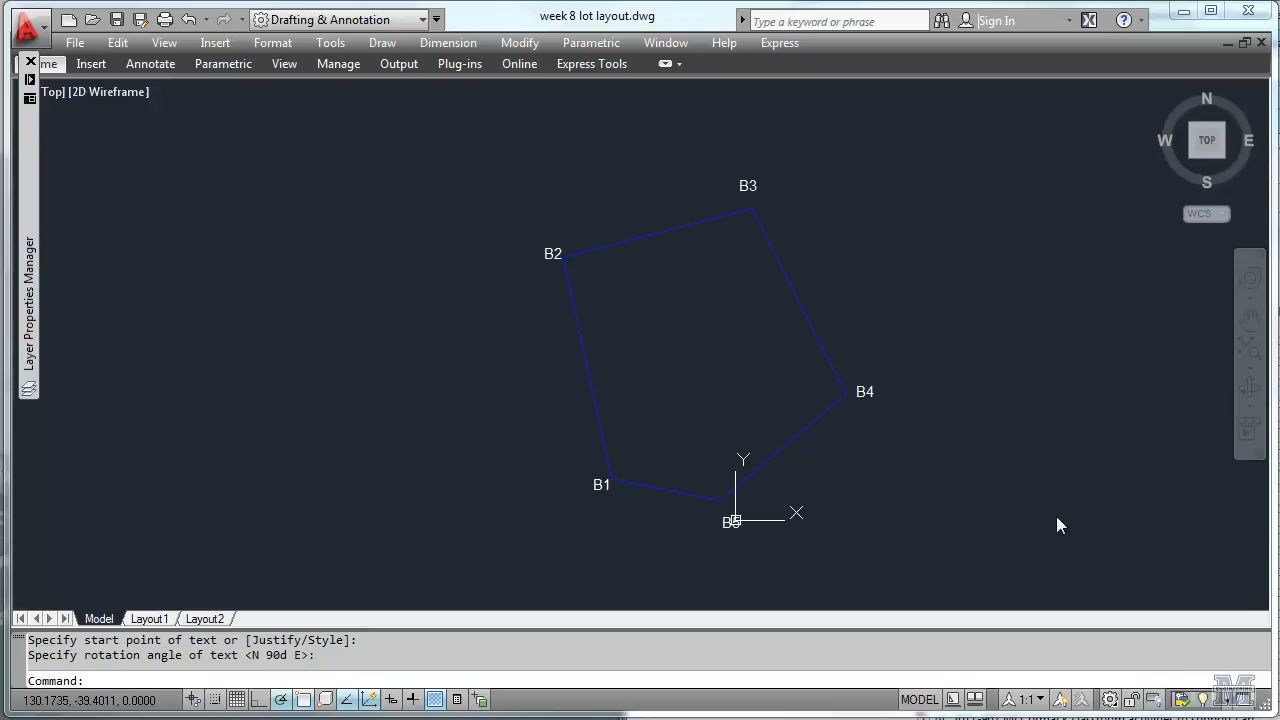 Drafting & Annotation
week 8 lot layout.dwg
Type a keyword or phrase
Sign In
File Edit View Insert Format Tools Draw Dimension Modify Parametric Window Help Express
me Insert Annotate Parametric View Manage Output Plug-ins Online Express Tools
Top] [2D Wireframe]
N
W TOP E
S
WCS
B3
B2
B4
B1
B5
Y
X
Layer Properties Manager
Model Layout1 Layout2
Specify start point of text or [Justify/Style]:
Specify rotation angle of text <N 90d E>:
Command:
130.1735, -39.4011, 0.0000
MODEL
1:1